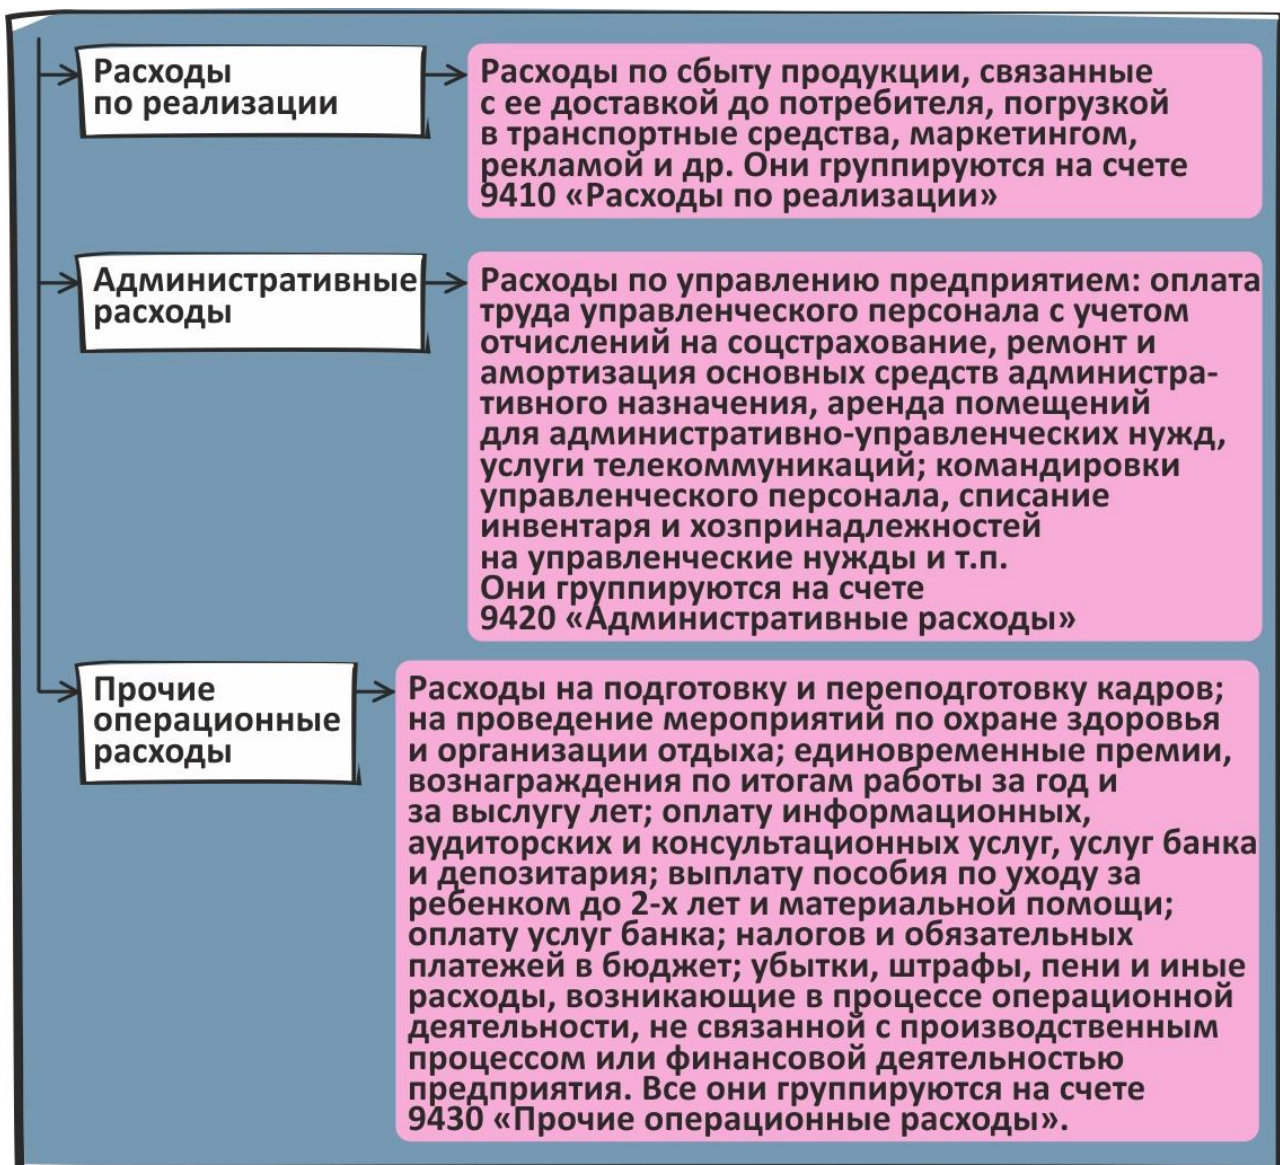 Расходы
по реализации
Расходы по сбыту продукции, связанные
с ее доставкой до потребителя, погрузкой
в транспортные средства, маркетингом,
рекламой и др. Они группируются на счете
9410 «Расходы по реализации»
Административные
расходы
Расходы по управлению предприятием: оплата
труда управленческого персонала с учетом
отчислений на соцстрахование, ремонт и
амортизация основных средств администра-
тивного назначения, аренда помещений
для административно-управленческих нужд,
услуги телекоммуникаций; командировки
управленческого персонала, списание
инвентаря и хозпринадлежностей
на управленческие нужды и т.п.
Они группируются на счете
9420 «Административные расходы»
Прочие
операционные
расходы
Расходы на подготовку и переподготовку кадров;
на проведение мероприятий по охране здоровья
и организации отдыха; единовременные премии,
вознаграждения по итогам работы за год и
за выслугу лет; оплату информационных,
аудиторских и консультационных услуг, услуг банка
и депозитария; выплату пособия по уходу за
ребенком до 2-х лет и материальной помощи;
оплату услуг банка; налогов и обязательных
платежей в бюджет; убытки, штрафы, пени и иные
расходы, возникающие в процессе операционной
деятельности, не связанной с производственным
процессом или финансовой деятельностью
предприятия. Все они группируются на счете
9430 «Прочие операционные расходы».